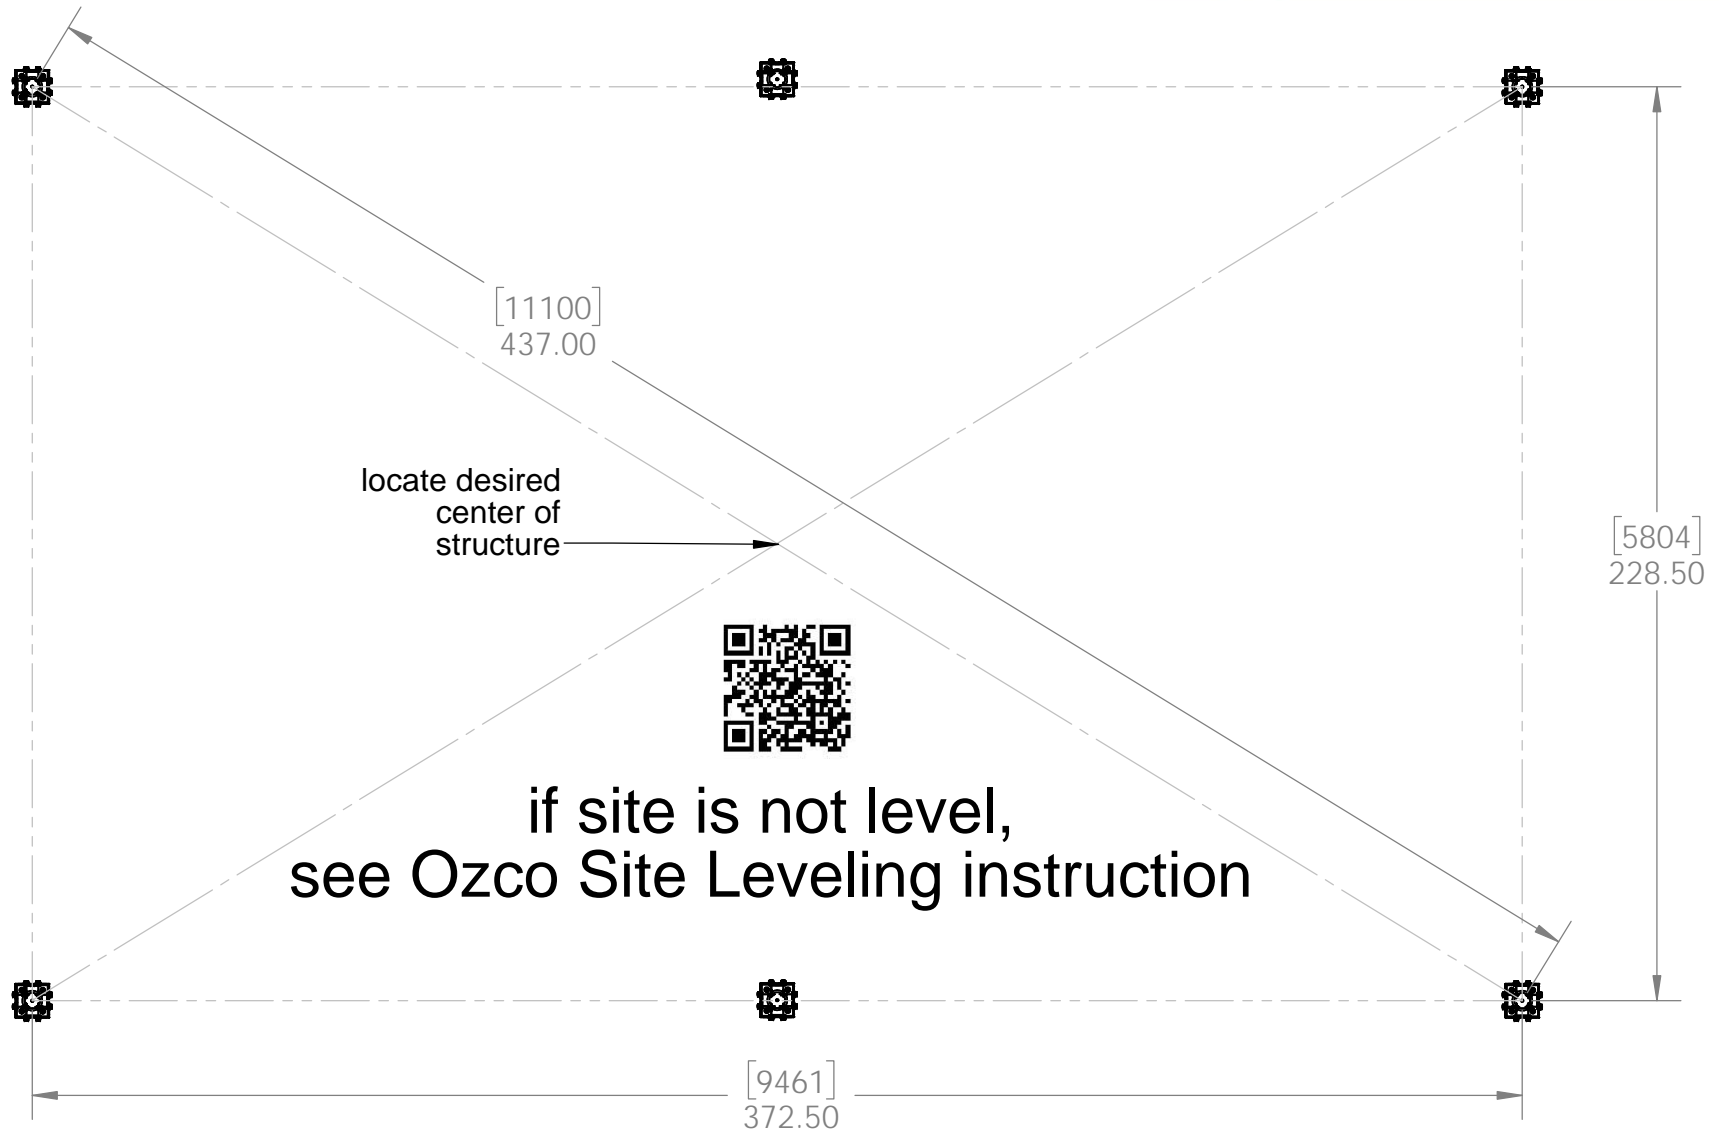 [11100]
437.00
locate desired
center of
structure
[5804]
228.50
if site is not level,
see Ozco Site Leveling instruction
[9461]
372.50